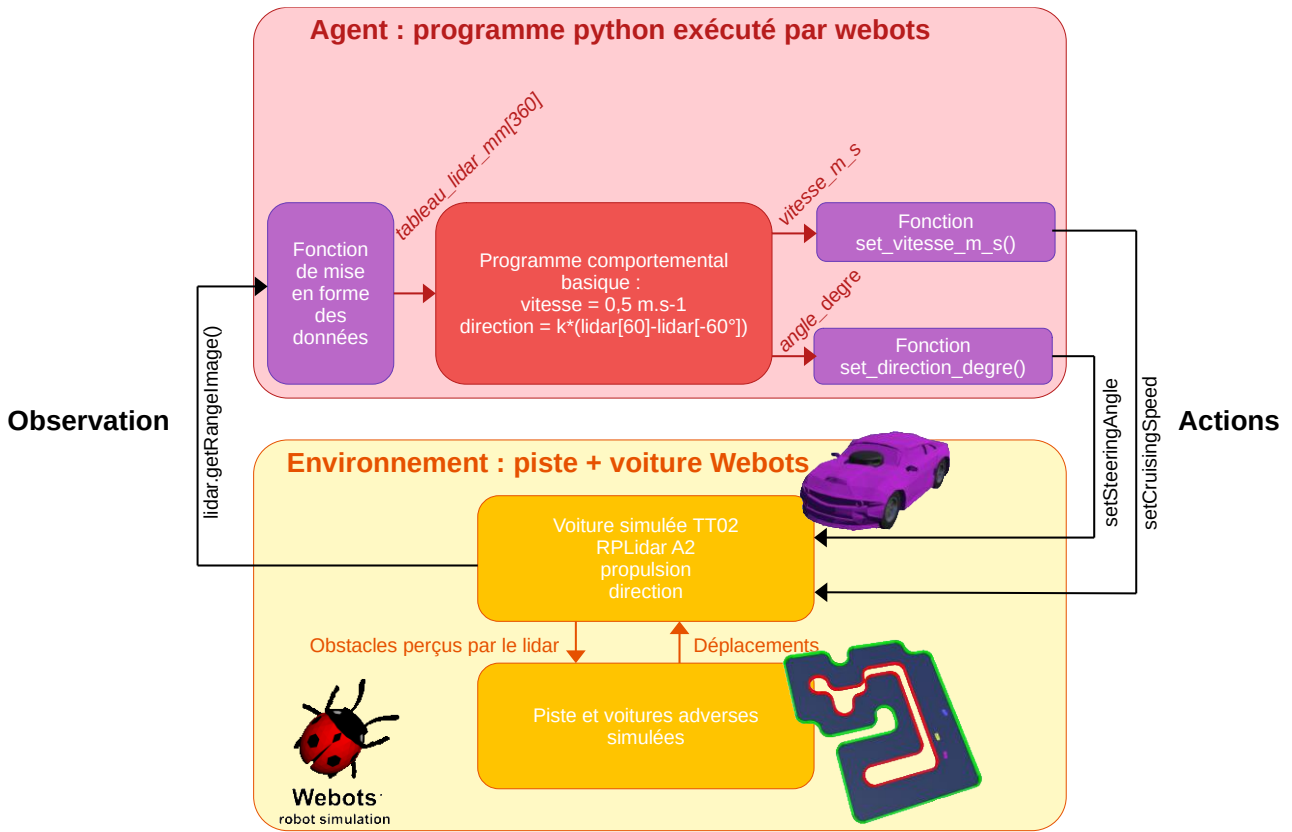 Agent : programme python exécuté par webots
tableau_lidar_mm[360]
vitesse_m_s
angle_degre
Fonction
de mise
en forme
des
données
Programme comportemental
basique :
vitesse = 0,5 m.s-1
direction = k*(lidar[60]-lidar[-60°])
Fonction
set_vitesse_m_s()
Fonction
set_direction_degre()
Observation
lidar.getRangeImage()
setSteeringAngle
setCruisingSpeed
Actions
Environnement : piste + voiture Webots
Voiture simulée TT02
RPLidar A2
propulsion
direction
Obstacles perçus par le lidar
Déplacements
Piste et voitures adverses
simulées
Webots
robot simulation